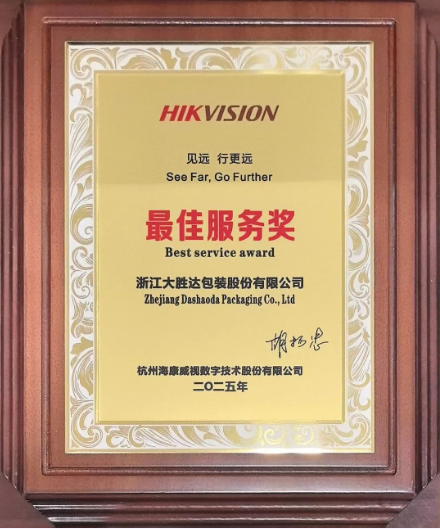 HIKVISION
见远 行更远
See Far, Go Further
最佳服务奖
Best service award
浙江大胜达包装股份有限公司
Zhejiang Dashaoda Packaging Co., Ltd
杭州海康威视数字技术股份有限公司
二〇二五年